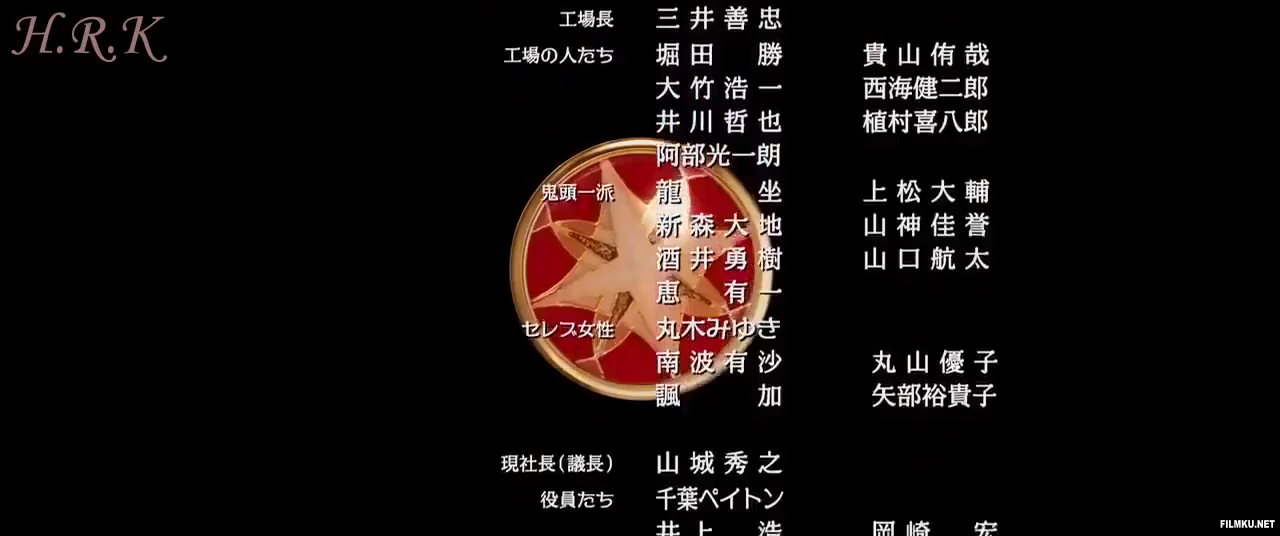 H.R.K
工場長 三井善忠
工場の人たち 堀田 勝 貴山侑哉
大竹浩一 西海健二郎
井川哲也 植村喜八郎
阿部光一朗
鬼頭一派 龍 坐 上松大輔
新森大地 山神佳誉
酒井勇樹 山口航太
恵 有一
セレブ女性 丸木みゆき
南波有沙 丸山優子
諷 加 矢部裕貴子
現社長(議長) 山城秀之
役員たち 千葉ペイトン
井上 浩 岡崎 宏
FILMKU.NET